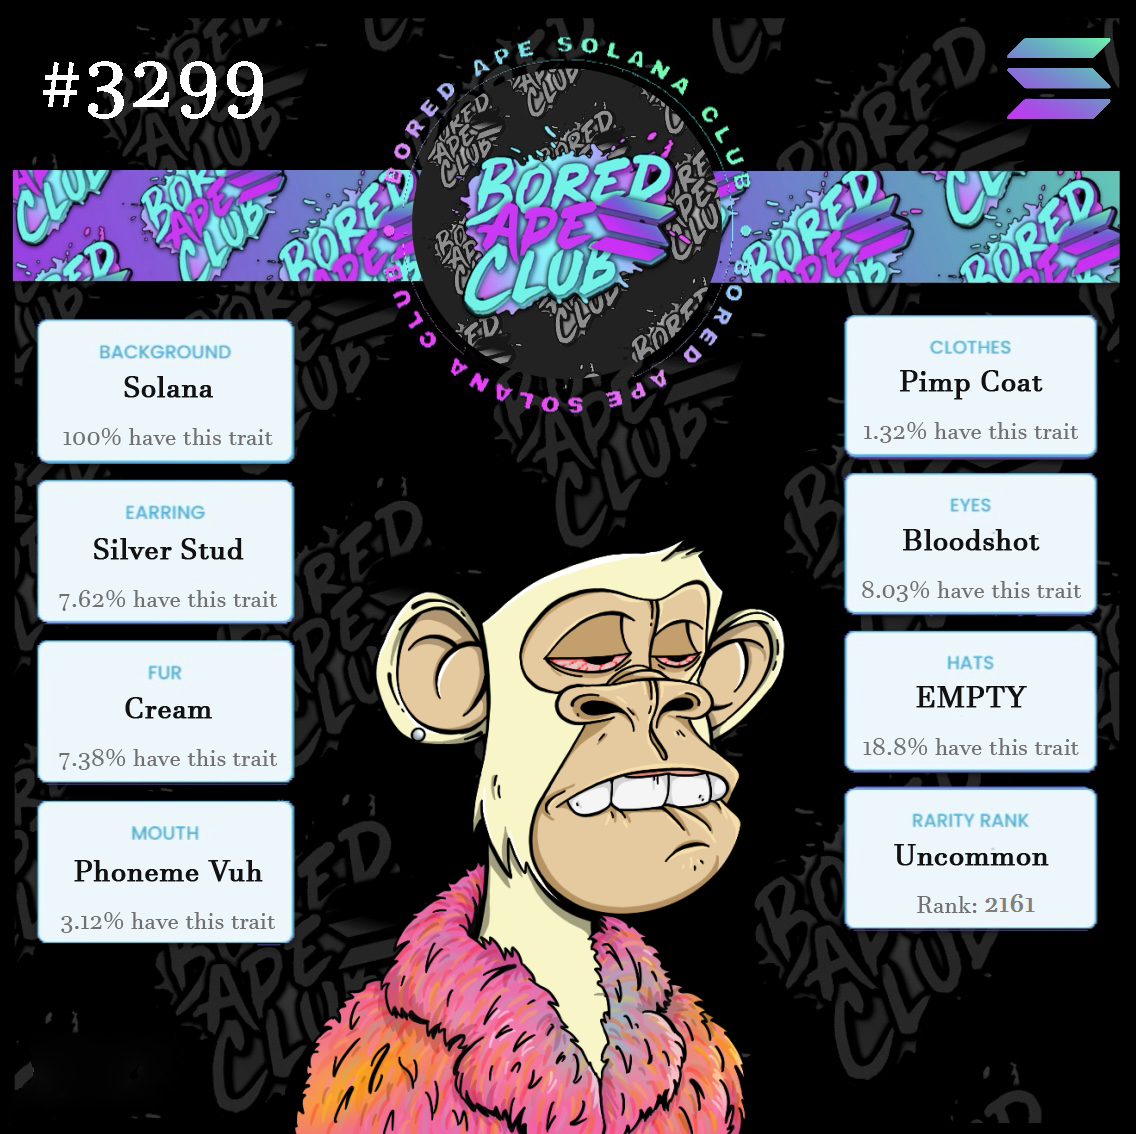 #3299
BORED APE SOLANA CLUB
BORED APE SOLANA CLUB
BORED
APE
CLUB
BACKGROUND
Solana
100% have this trait
EARRING
Silver Stud
7.62% have this trait
FUR
Cream
7.38% have this trait
MOUTH
Phoneme Vuh
3.12% have this trait
CLOTHES
Pimp Coat
1.32% have this trait
EYES
Bloodshot
8.03% have this trait
HATS
EMPTY
18.8% have this trait
RARITY RANK
Uncommon
Rank: 2161